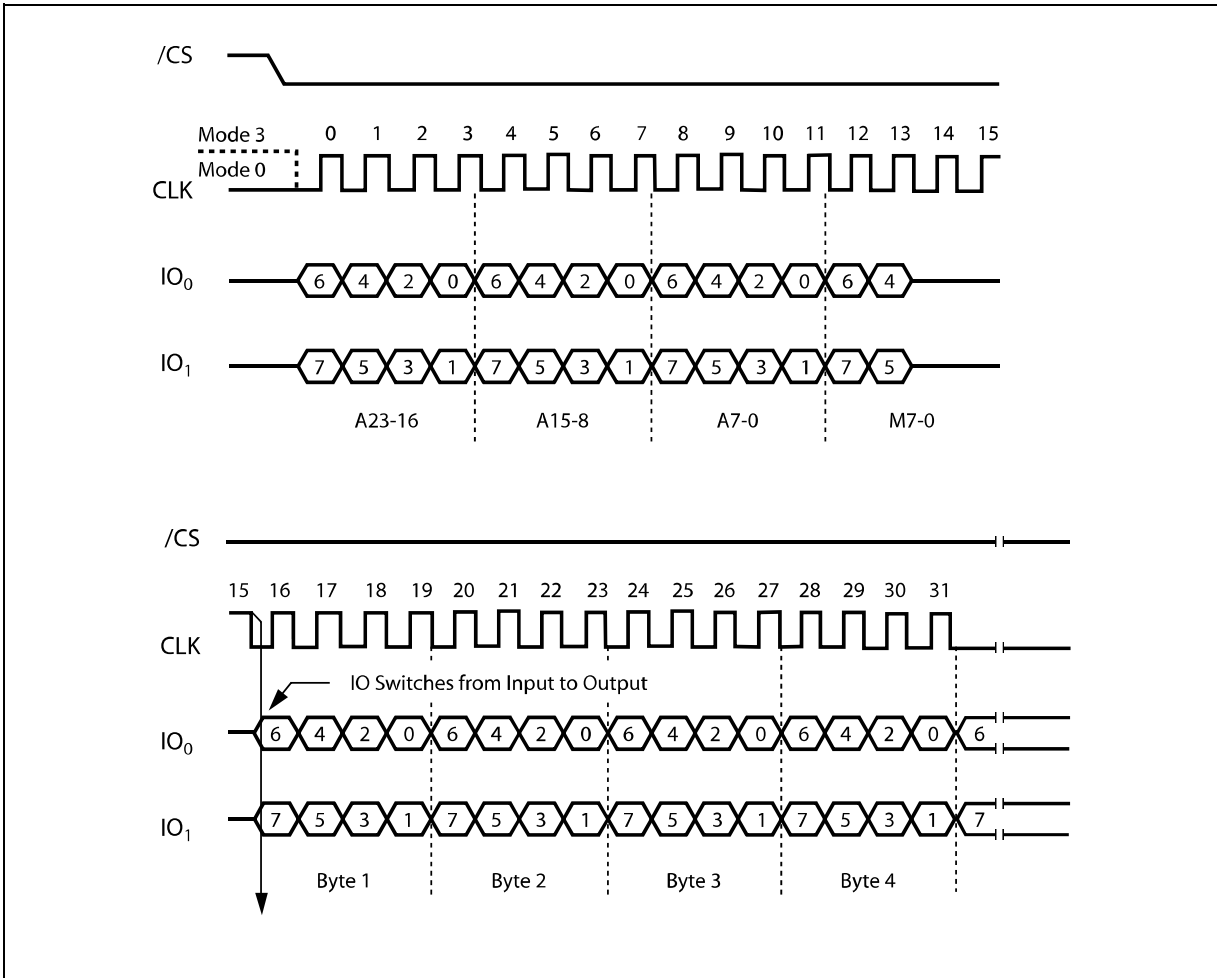 /CS
Mode 3
0 1 2 3 4 5 6 7 8 9 10 11 12 13 14 15
Mode 0
CLK
IO0 6 4 2 0 6 4 2 0 6 4 2 0 6 4
IO1 7 5 3 1 7 5 3 1 7 5 3 1 7 5
A23-16 A15-8 A7-0 M7-0
/CS
15 16 17 18 19 20 21 22 23 24 25 26 27 28 29 30 31
CLK
IO Switches from Input to Output
IO0 6 4 2 0 6 4 2 0 6 4 2 0 6 4 2 0 6
IO1 7 5 3 1 7 5 3 1 7 5 3 1 7 5 3 1 7
Byte 1 Byte 2 Byte 3 Byte 4